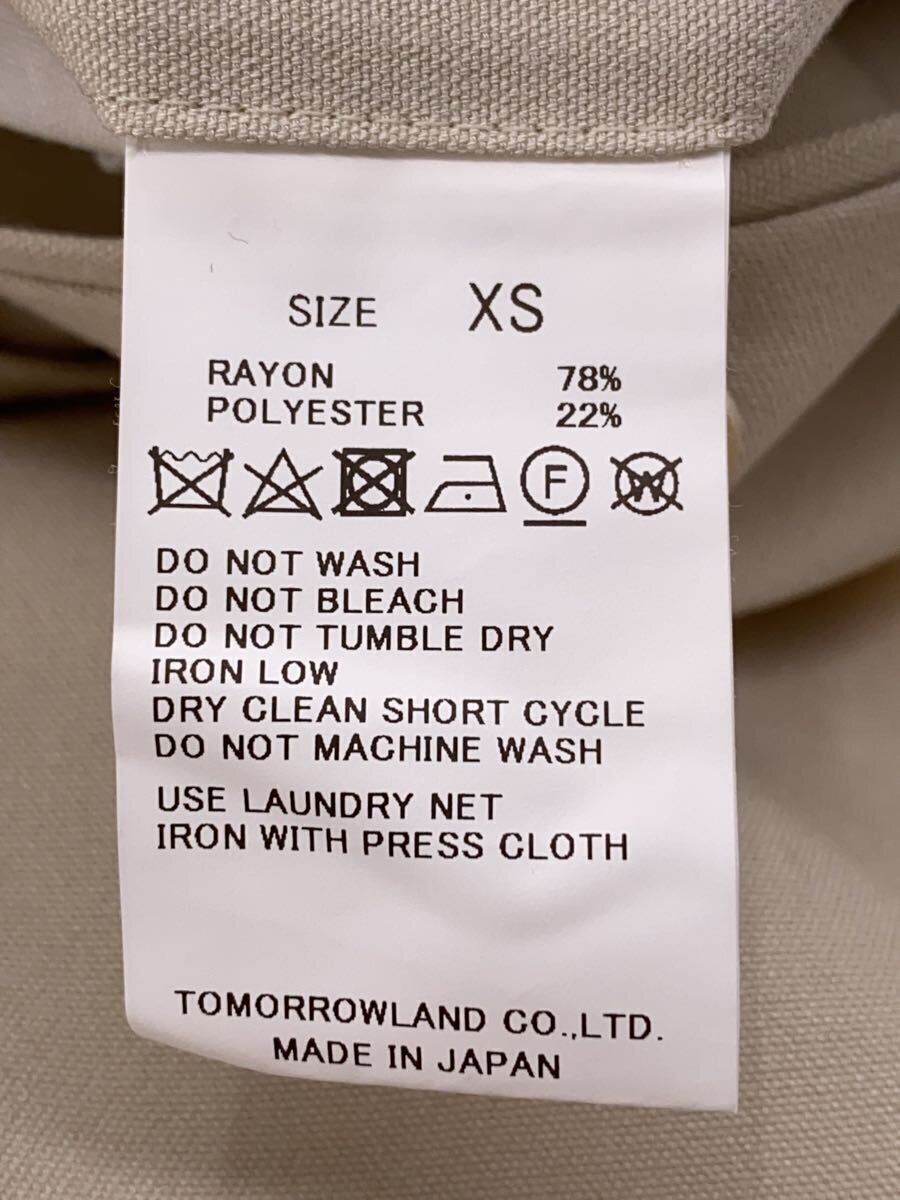 SIZE XS
RAYON 78%
POLYESTER 22%
F W
DO NOT WASH
DO NOT BLEACH
DO NOT TUMBLE DRY
IRON LOW
DRY CLEAN SHORT CYCLE
DO NOT MACHINE WASH
USE LAUNDRY NET
IRON WITH PRESS CLOTH
TOMORROWLAND CO.,LTD.
MADE IN JAPAN